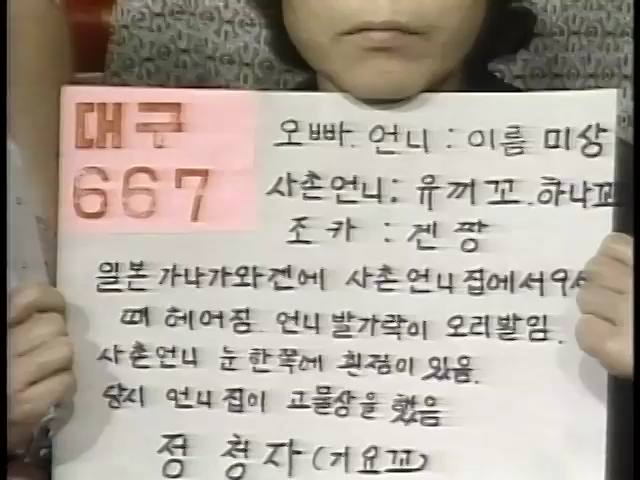 대구
667
오빠. 언니 : 이름 미상
사촌언니 : 유끼꼬. 하나꼬
조카 : 겐짱
일본 가나가와켄에 사촌언니집에서 9살
때 헤어짐. 언니 발가락이 오리발임.
사촌언니 눈 한쪽에 흰점이 있음.
당시 언니집이 고물상을 했음
정청자 (기요꼬)